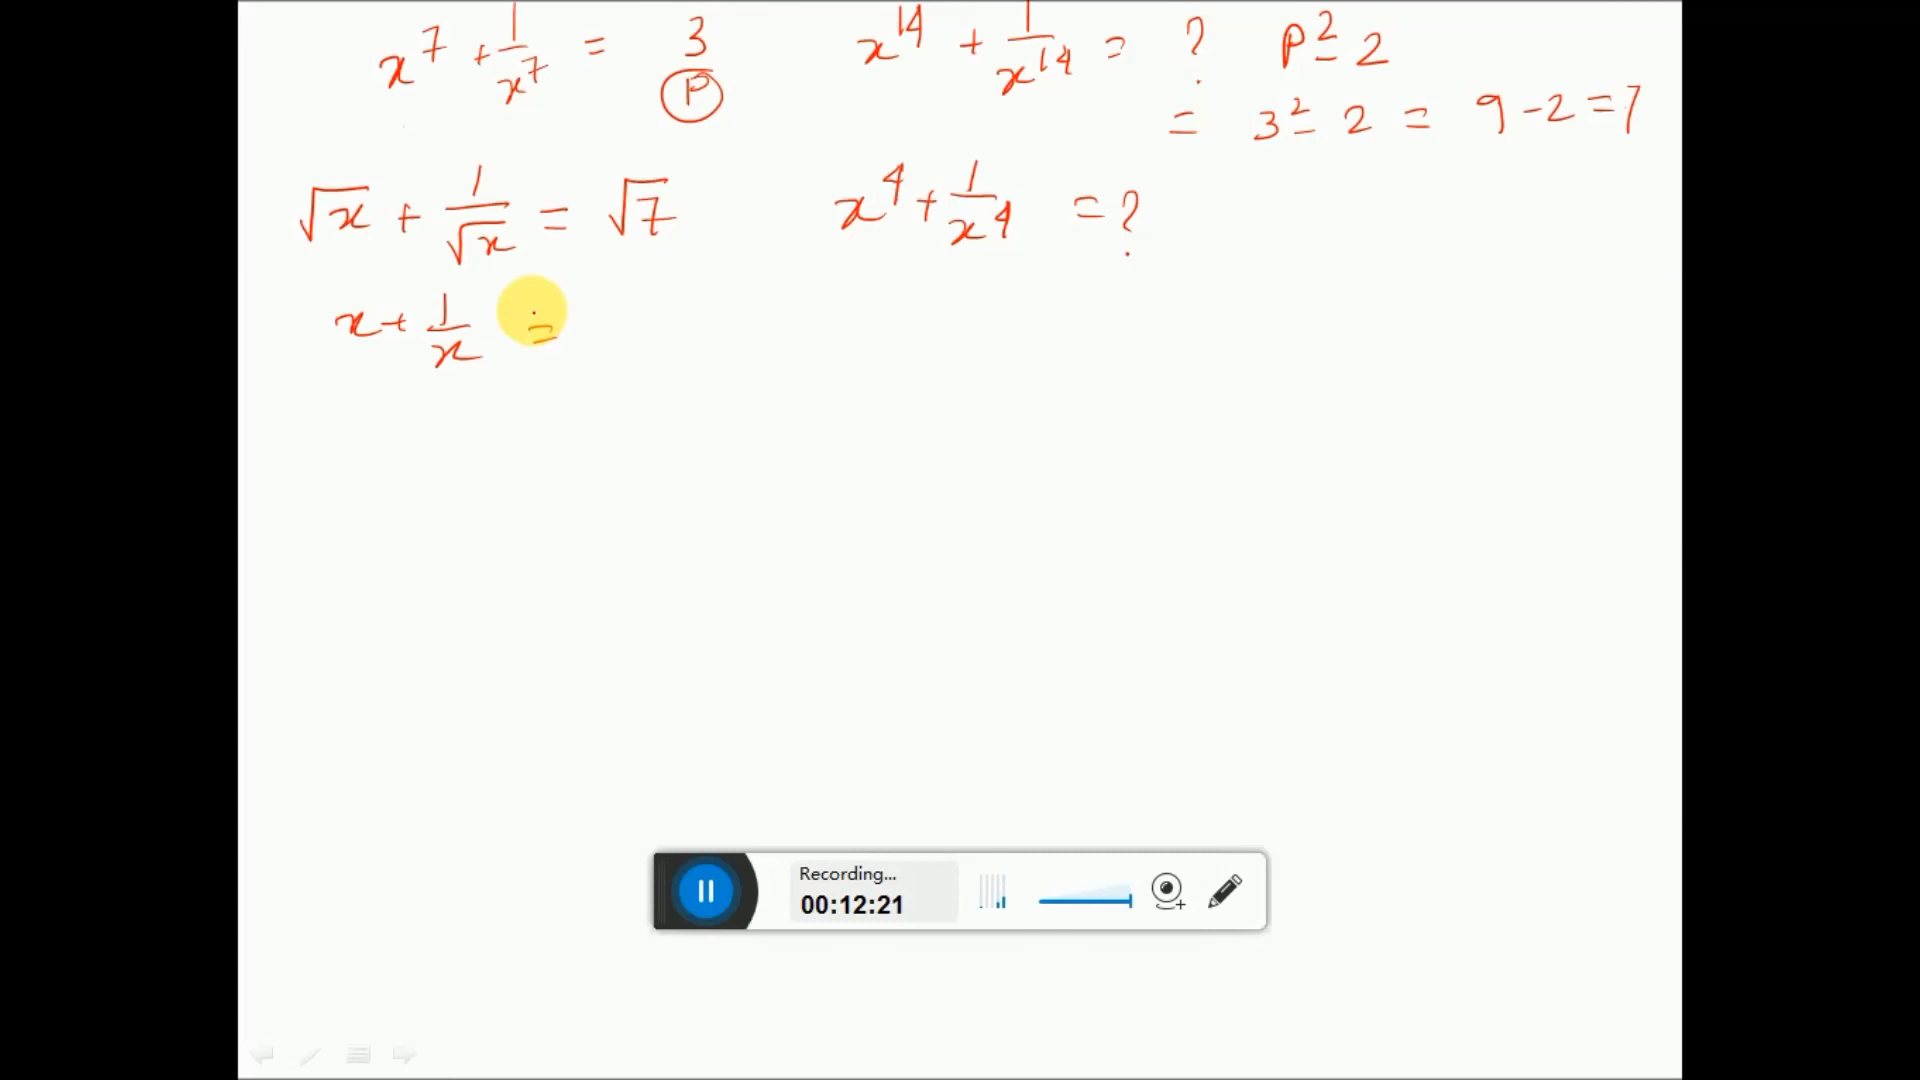 x⁷ + 1/x⁷ = 3 x¹⁴ + 1/x¹⁴ = ? P² - 2
P = 3² - 2 = 9 - 2 = 7
√x + 1/√x = √7 x⁴ + 1/x⁴ = ?
x + 1/x =
Recording...
00:12:21